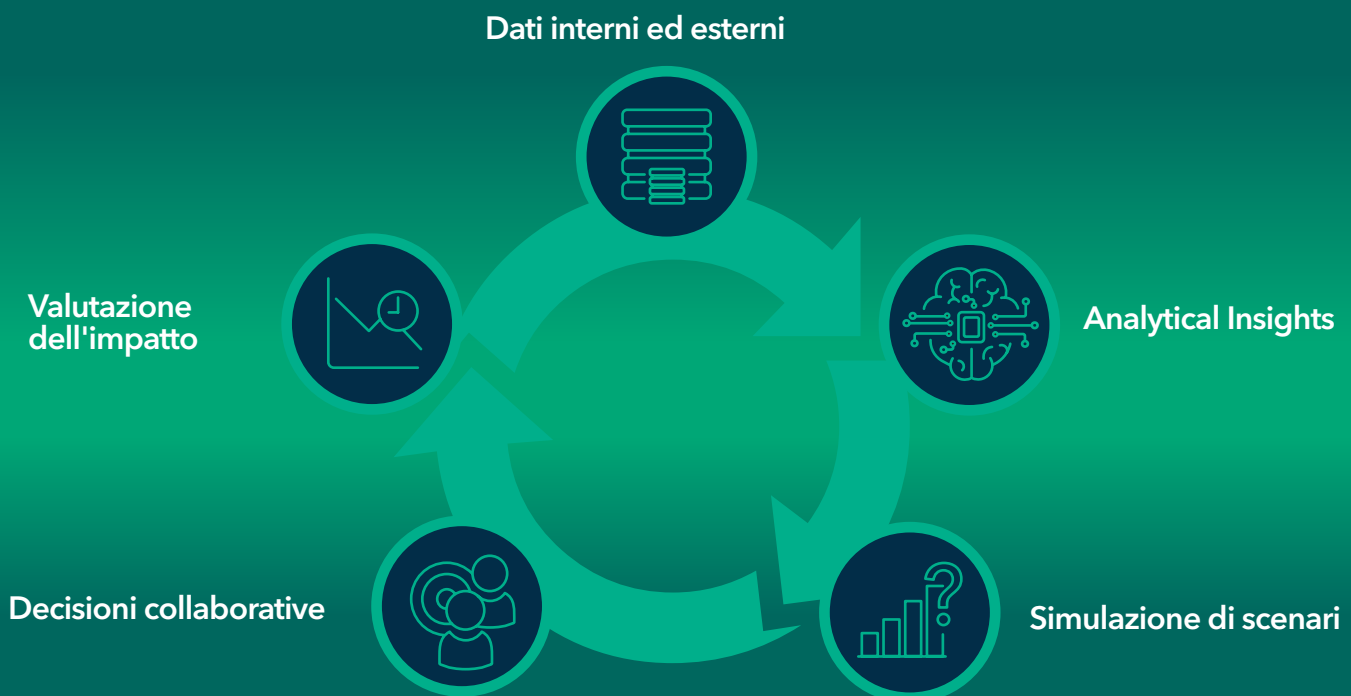 Dati interni ed esterni
Valutazione
dell'impatto
Analytical Insights
Decisioni collaborative
Simulazione di scenari